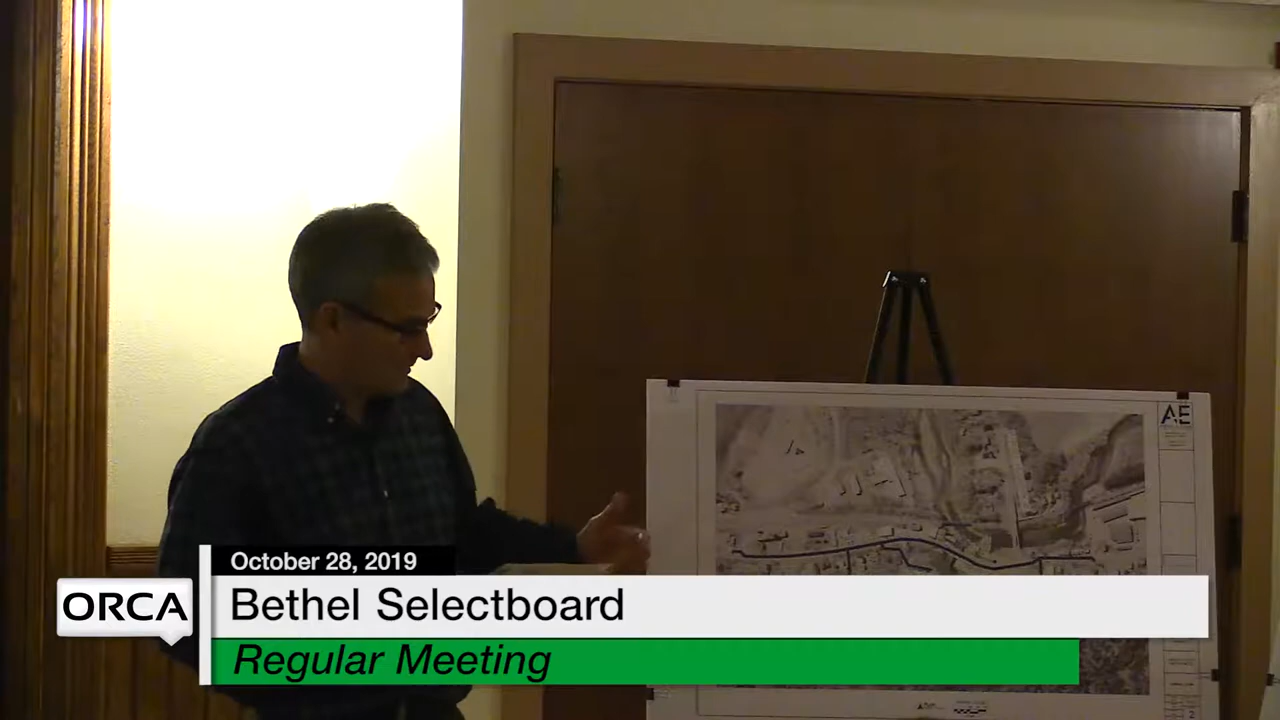 AE
October 28, 2019
Bethel Selectboard
ORCA
Regular Meeting